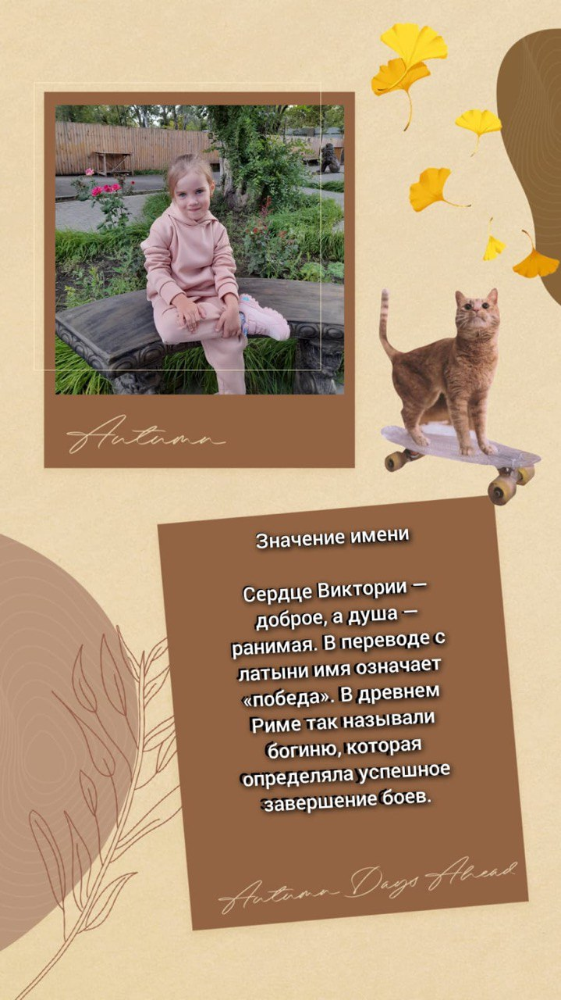 Autumn
Значение имени
Сердце Виктории —
доброе, а душа —
ранимая. В переводе с
латыни имя означает
«победа». В древнем
Риме так называли
богиню, которая
определяла успешное
завершение боев.
Autumn Days Ahead